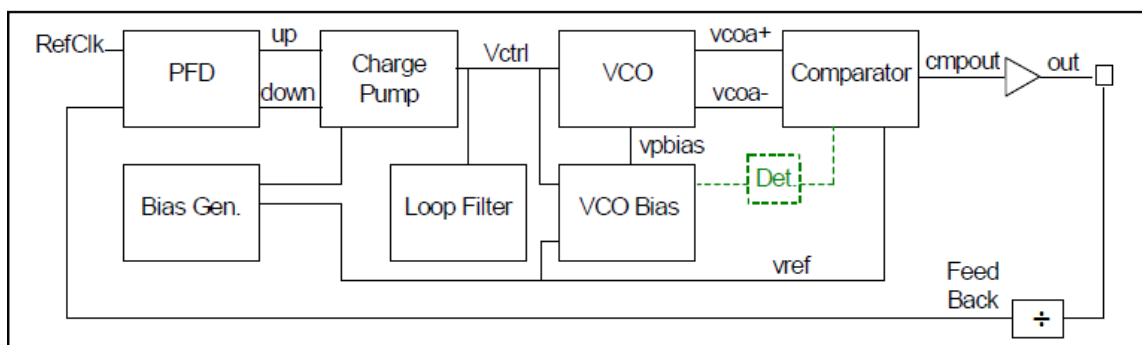 RefClk
PFD
up
down
Charge
Pump
Vctrl
VCO
vcoa+
vcoa-
Comparator
cmpout
out
vpbias
Bias Gen.
Loop Filter
VCO Bias
Det.
vref
Feed
Back
÷